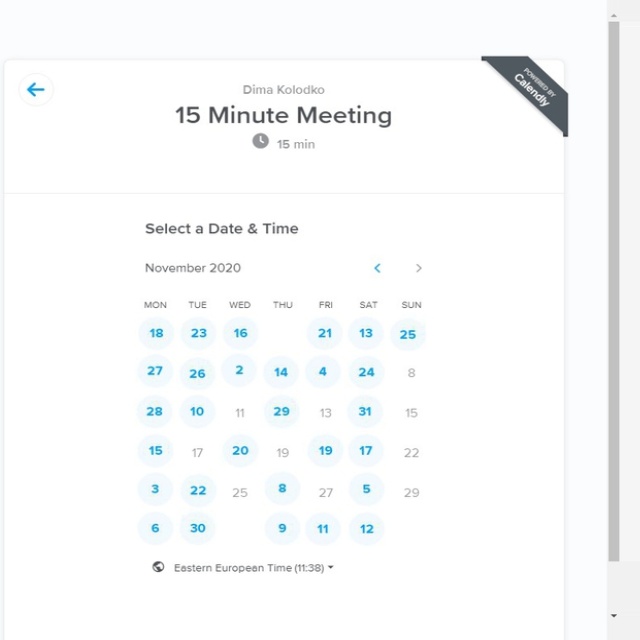 POWERED BY
Calendly
Dima Kolodko
15 Minute Meeting
15 min
Select a Date & Time
November 2020
MON TUE WED THU FRI SAT SUN
18 23 16 21 13 25
27 26 2 14 4 24 8
28 10 11 29 13 31 15
15 17 20 19 19 17 22
3 22 25 8 27 5 29
6 30 9 11 12
Eastern European Time (11:38)